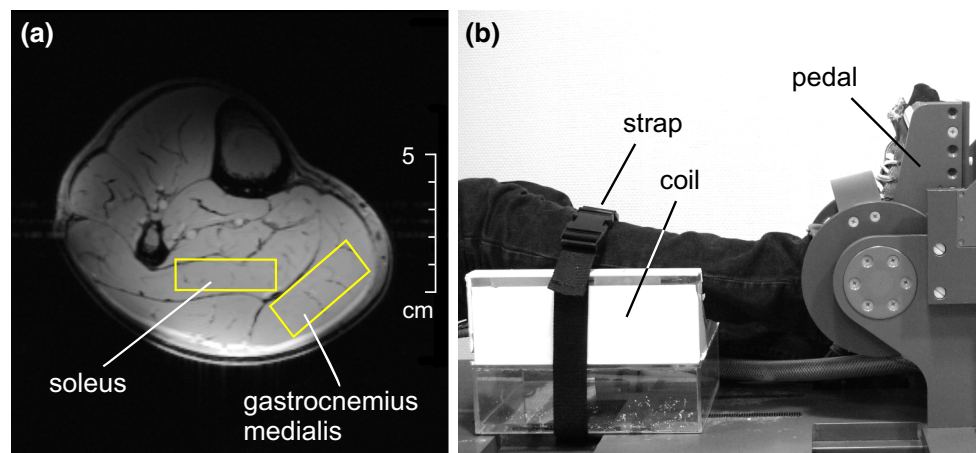 (a)
5
cm
soleus
gastrocnemius
medialis
(b)
pedal
strap
coil